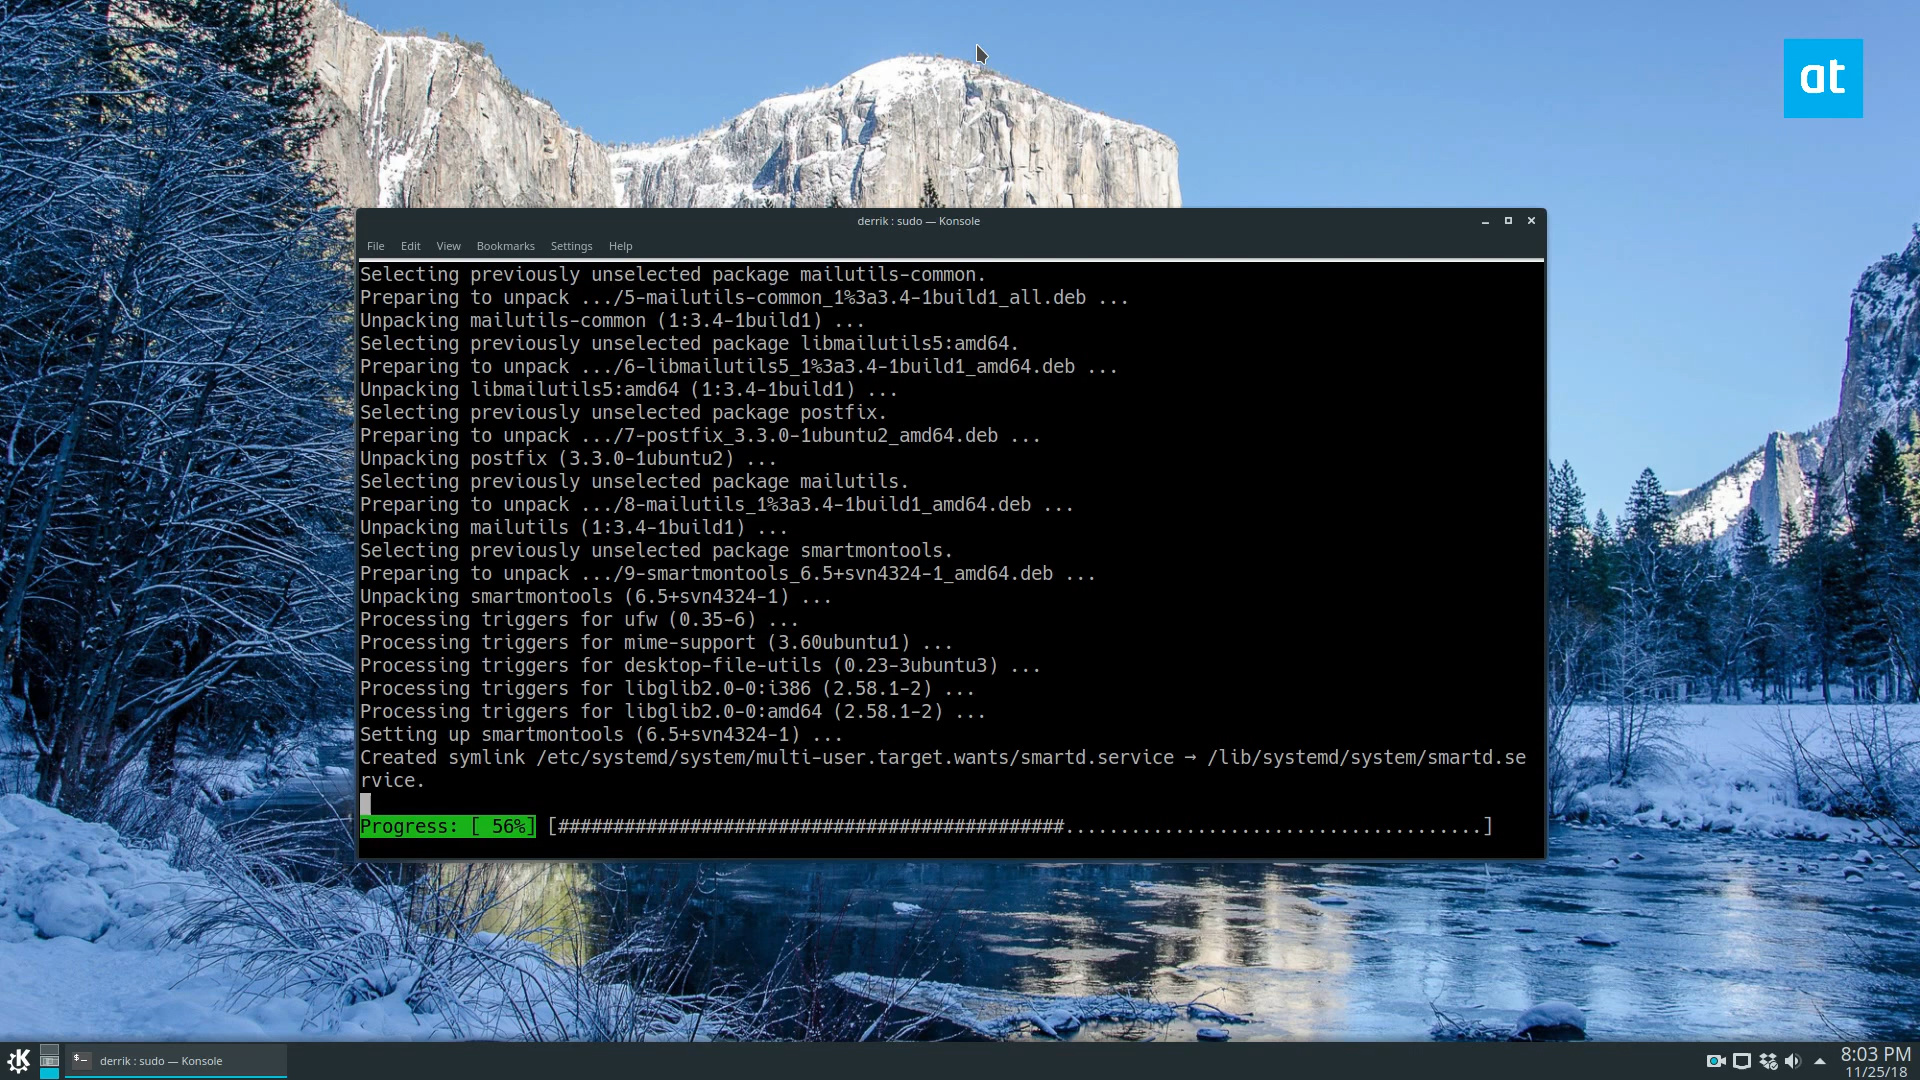 at
derrik : sudo — Konsole
File Edit View Bookmarks Settings Help
Selecting previously unselected package mailutils-common.
Preparing to unpack .../5-mailutils-common_1%3a3.4-1build1_all.deb ...
Unpacking mailutils-common (1:3.4-1build1) ...
Selecting previously unselected package libmailutils5:amd64.
Preparing to unpack .../6-libmailutils5_1%3a3.4-1build1_amd64.deb ...
Unpacking libmailutils5:amd64 (1:3.4-1build1) ...
Selecting previously unselected package postfix.
Preparing to unpack .../7-postfix_3.3.0-1ubuntu2_amd64.deb ...
Unpacking postfix (3.3.0-1ubuntu2) ...
Selecting previously unselected package mailutils.
Preparing to unpack .../8-mailutils_1%3a3.4-1build1_amd64.deb ...
Unpacking mailutils (1:3.4-1build1) ...
Selecting previously unselected package smartmontools.
Preparing to unpack .../9-smartmontools_6.5+svn4324-1_amd64.deb ...
Unpacking smartmontools (6.5+svn4324-1) ...
Processing triggers for ufw (0.35-6) ...
Processing triggers for mime-support (3.60ubuntu1) ...
Processing triggers for desktop-file-utils (0.23-3ubuntu3) ...
Processing triggers for libglib2.0-0:i386 (2.58.1-2) ...
Processing triggers for libglib2.0-0:amd64 (2.58.1-2) ...
Setting up smartmontools (6.5+svn4324-1) ...
Created symlink /etc/systemd/system/multi-user.target.wants/smartd.service → /lib/systemd/system/smartd.se
rvice.
Progress: [ 56%] [##############################################......................................]
derrik : sudo — Konsole
8:03 PM
11/25/18